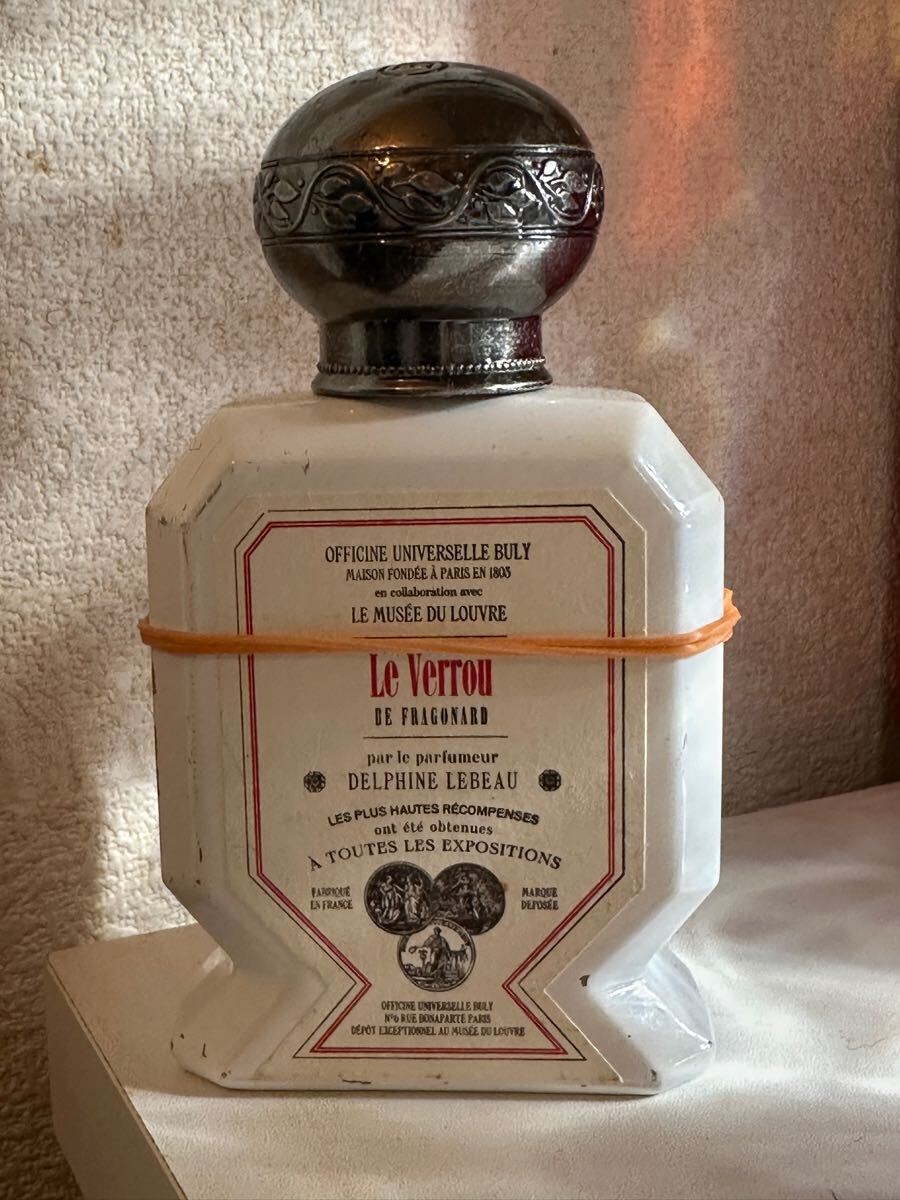 OFFICINE UNIVERSELLE BULY
MAISON FONDÉE À PARIS EN 1803
en collaboration avec
LE MUSÉE DU LOUVRE
Le Verrou
DE FRAGONARD
par le parfumeur
DELPHINE LEBEAU
LES PLUS HAUTES RÉCOMPENSES
ont été obtenues
À TOUTES LES EXPOSITIONS
FABRIQUÉ
EN FRANCE
MARQUE
DÉPOSÉE
OFFICINE UNIVERSELLE BULY
N°6 RUE BONAPARTE PARIS
DÉPÔT EXCEPTIONNEL AU MUSÉE DU LOUVRE